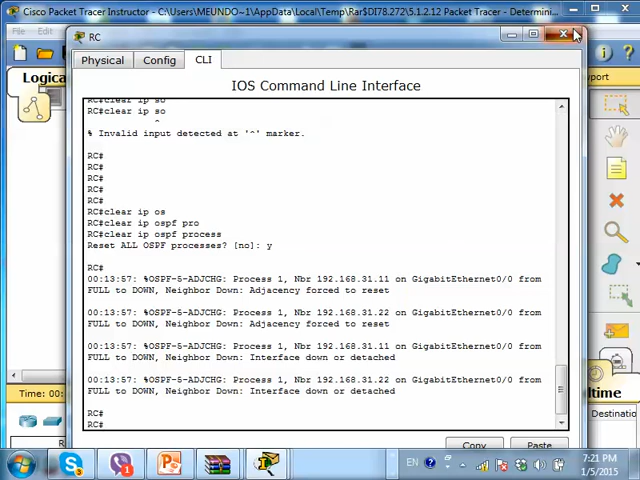 Cisco Packet Tracer Instructor - C:\Users\MEUNDO~1\AppData\Local\Temp\Rar$DI78.272\5.1.2.12 Packet Tracer - Determini...
File
RC
Logica
port
Physical
Config
CLI
IOS Command Line Interface
RC#clear ip so
RC#clear ip so
^
% Invalid input detected at '^' marker.
RC#
RC#
RC#
RC#
RC#clear ip os
RC#clear ip ospf pro
RC#clear ip ospf process
Reset ALL OSPF processes? [no]: y
RC#
00:13:57: %OSPF-5-ADJCHG: Process 1, Nbr 192.168.31.11 on GigabitEthernet0/0 from
FULL to DOWN, Neighbor Down: Adjacency forced to reset
00:13:57: %OSPF-5-ADJCHG: Process 1, Nbr 192.168.31.22 on GigabitEthernet0/0 from
FULL to DOWN, Neighbor Down: Adjacency forced to reset
00:13:57: %OSPF-5-ADJCHG: Process 1, Nbr 192.168.31.11 on GigabitEthernet0/0 from
FULL to DOWN, Neighbor Down: Interface down or detached
00:13:57: %OSPF-5-ADJCHG: Process 1, Nbr 192.168.31.22 on GigabitEthernet0/0 from
FULL to DOWN, Neighbor Down: Interface down or detached
RC#
RC#
Time: 00:
ltime
Destinatio
Copy
Paste
EN
7:21 PM
1/5/2015